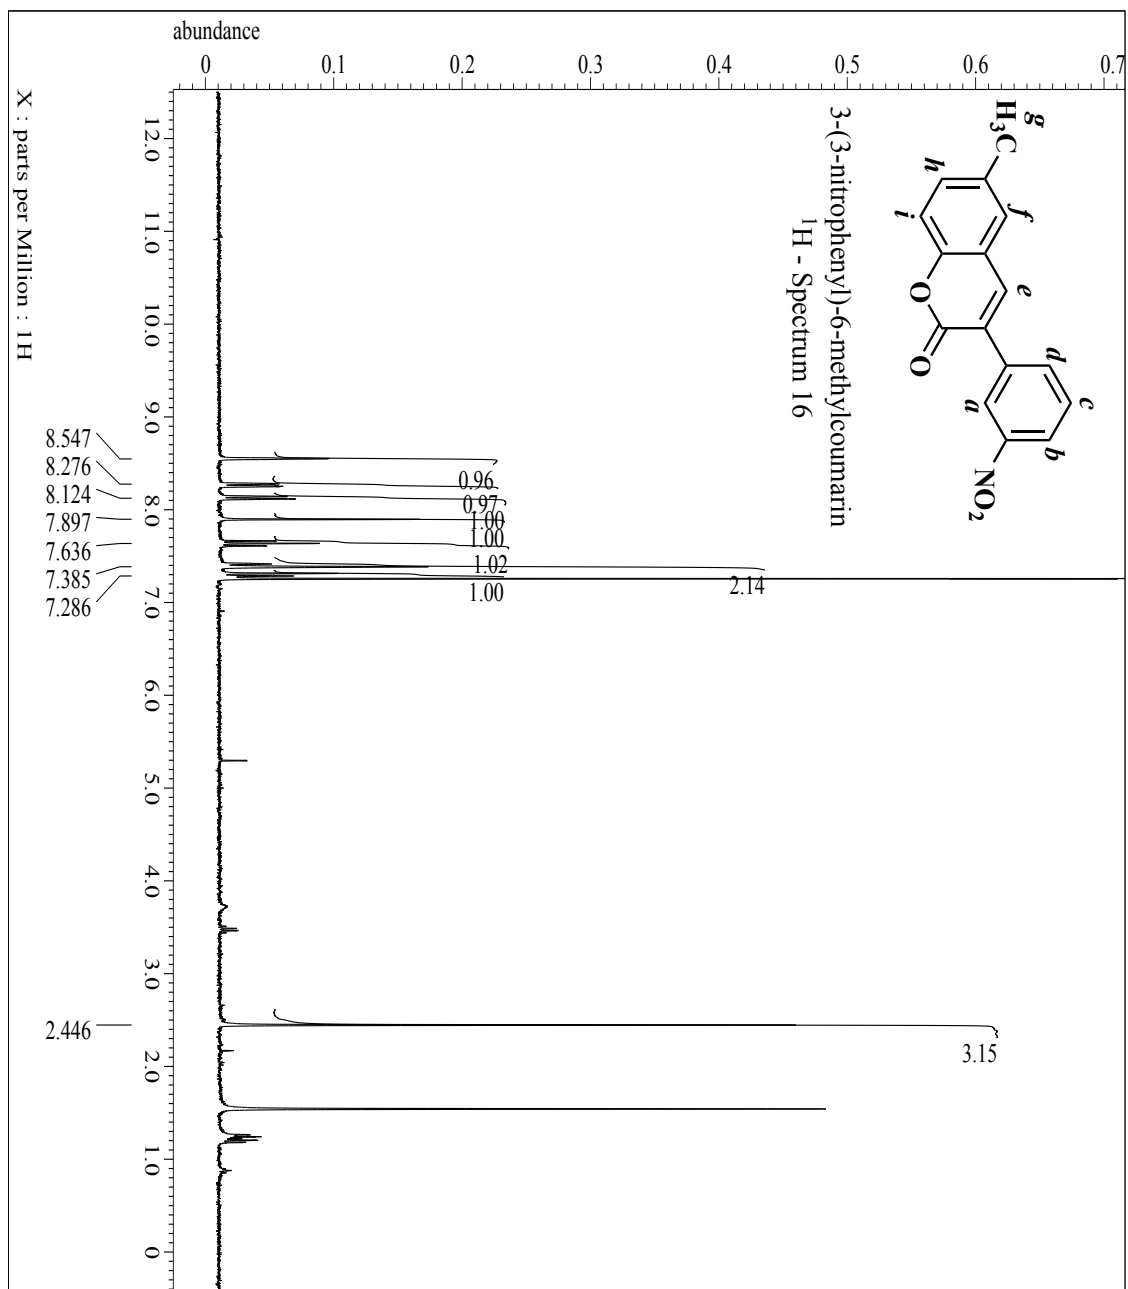 abundance
0 0.1 0.2 0.3 0.4 0.5 0.6 0.7
X : parts per Million : 1H
12.0 11.0 10.0 9.0 8.0 7.0 6.0 5.0 4.0 3.0 2.0 1.0 0
8.547
8.276
8.124
7.897
7.636
7.385
7.286
2.446
0.96
0.97
1.00
1.00
1.02
2.14
1.00
3.15
g
H3C
h
f
i
e
O
O
d
c
a
b
NO2
3-(3-nitrophenyl)-6-methylcoumarin
1H - Spectrum 16